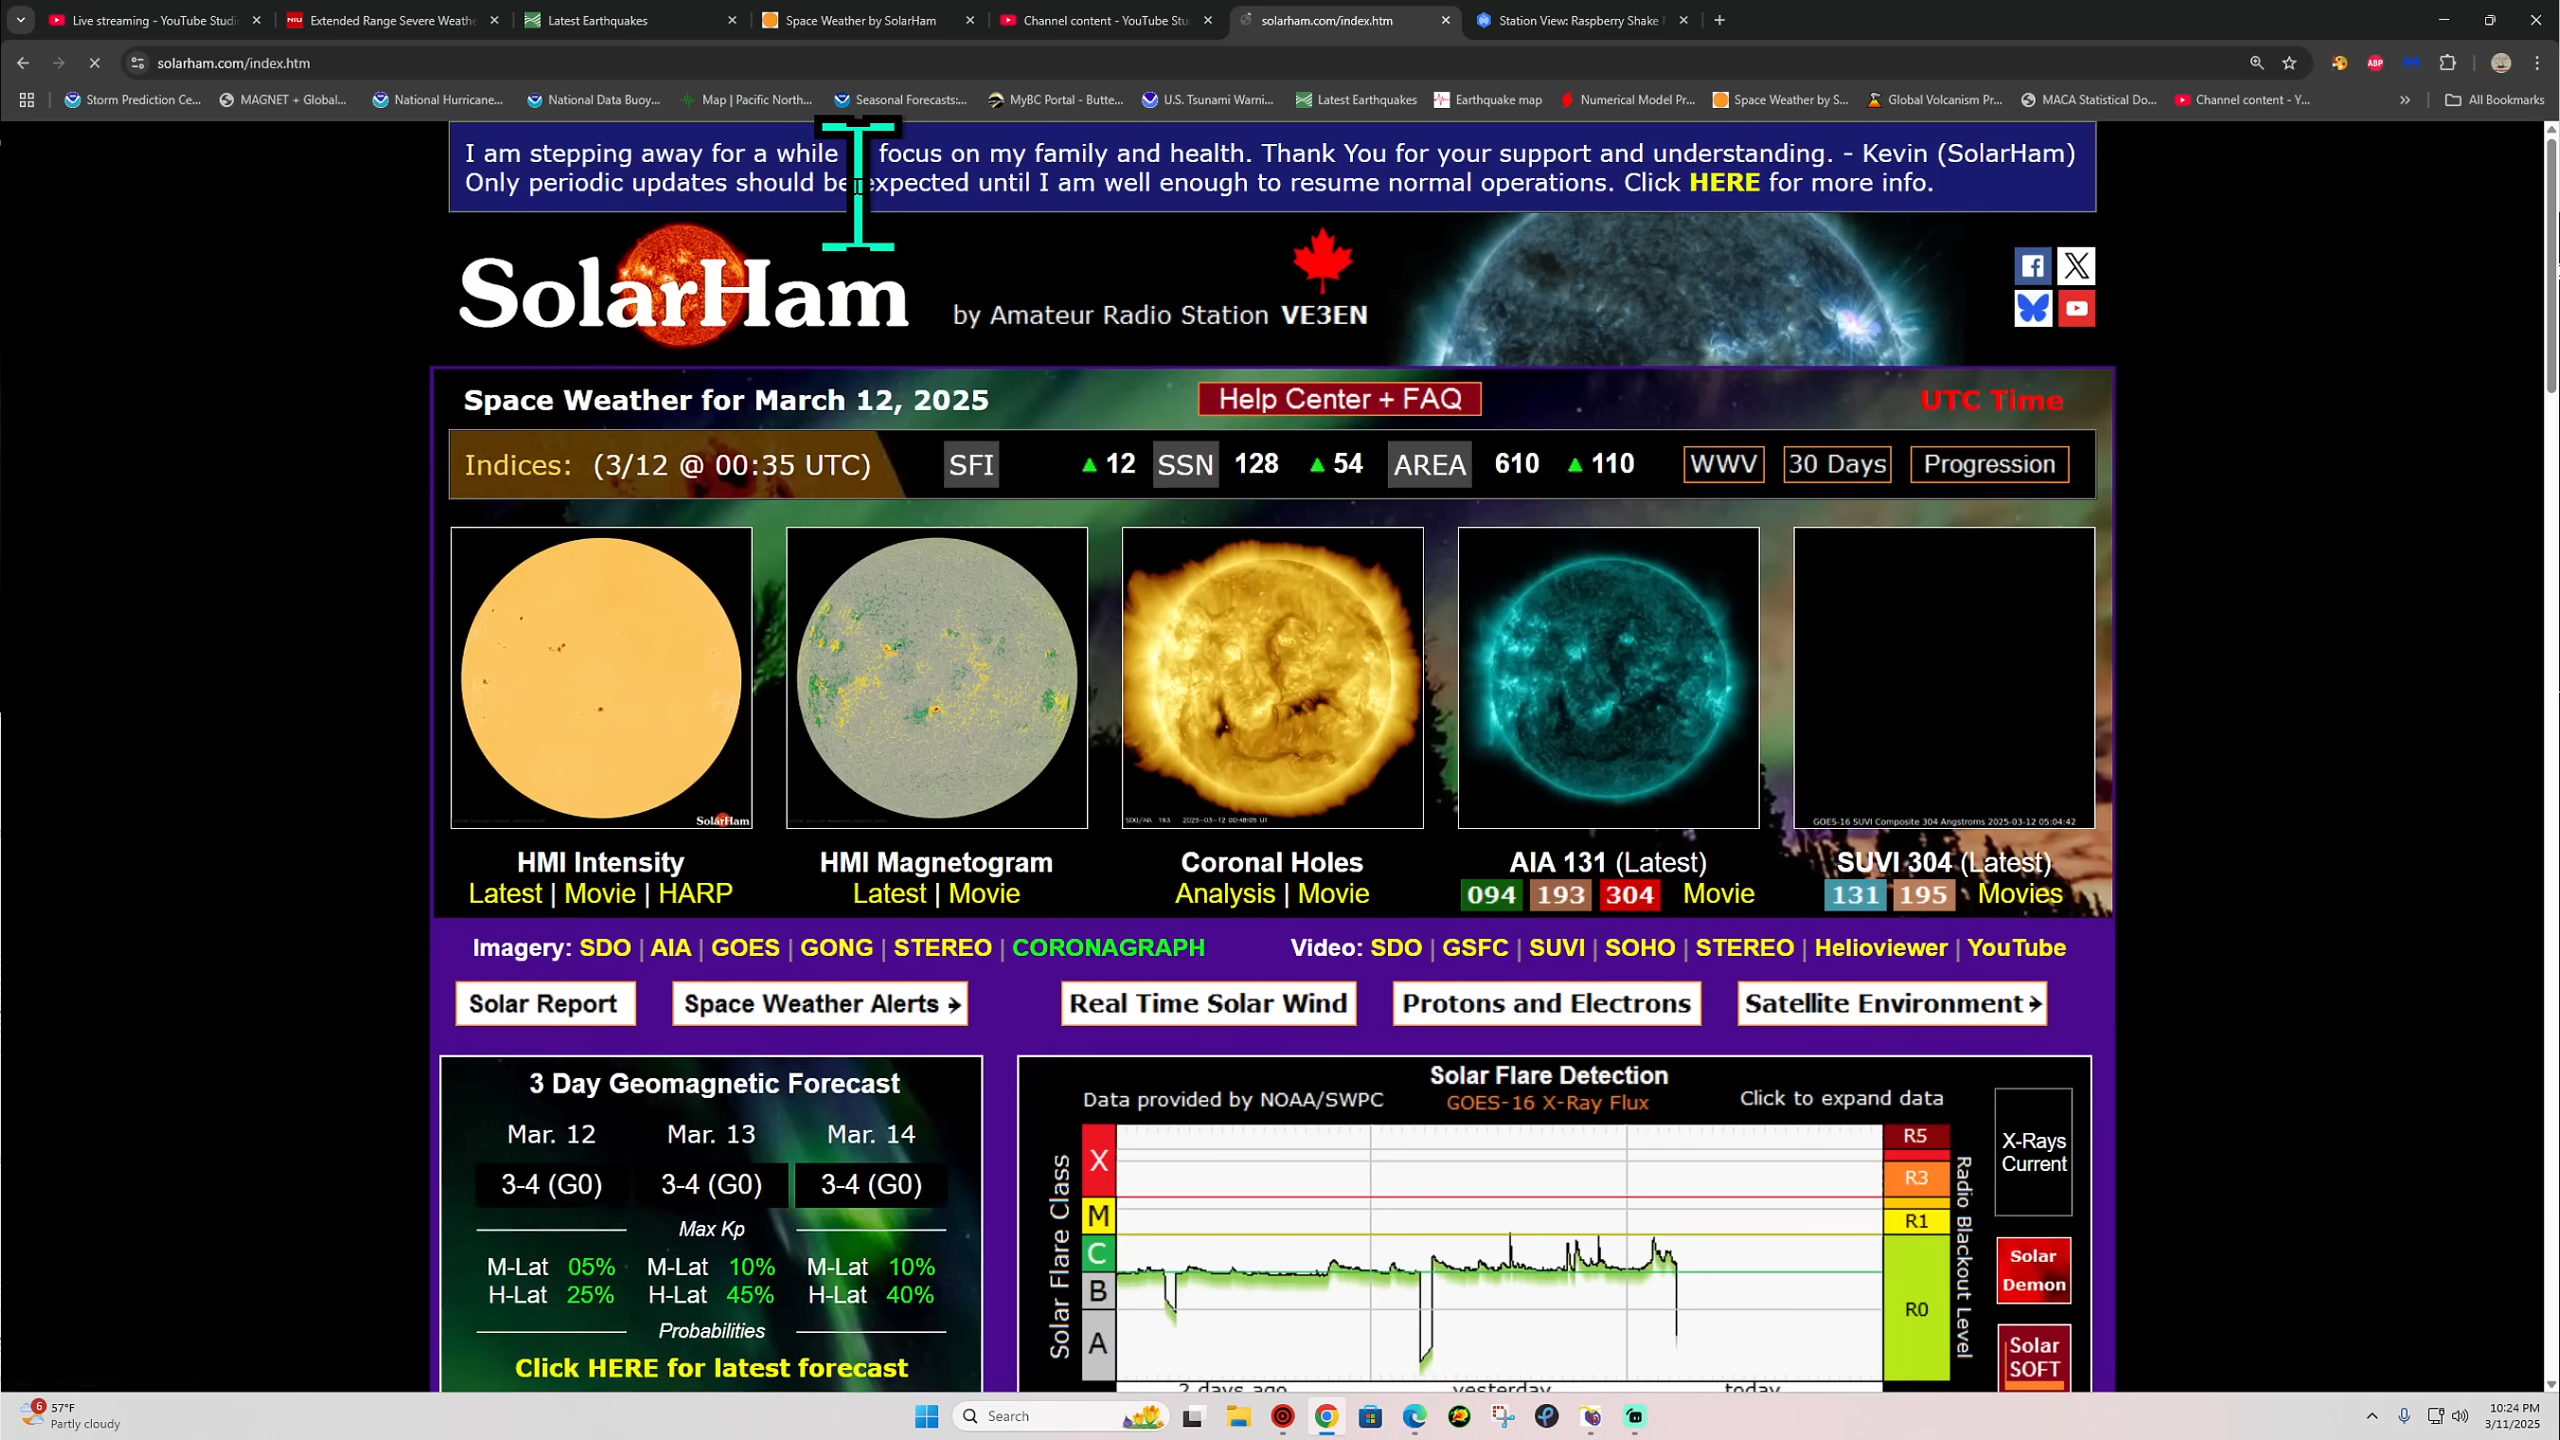 Live streaming - YouTube Studi
Extended Range Severe Weathe
Latest Earthquakes
Space Weather by SolarHam
Channel content - YouTube Stu
solarham.com/index.htm
Station View: Raspberry Shake
solarham.com/index.htm
Storm Prediction Ce...
MAGNET + Global...
National Hurricane...
National Data Buoy...
Map | Pacific North...
Seasonal Forecasts:...
MyBC Portal - Butte...
U.S. Tsunami Warni...
Latest Earthquakes
Earthquake map
Numerical Model Pr...
Space Weather by S...
Global Volcanism Pr...
MACA Statistical Do...
Channel content - Y...
All Bookmarks
I am stepping away for a while focus on my family and health. Thank You for your support and understanding. - Kevin (SolarHam)
Only periodic updates should be expected until I am well enough to resume normal operations. Click HERE for more info.
SolarHam
by Amateur Radio Station VE3EN
Space Weather for March 12, 2025
Help Center + FAQ
UTC Time
Indices: (3/12 @ 00:35 UTC)
SFI
12
SSN
128
54
AREA
610
110
WWV
30 Days
Progression
SolarHam
SDO/AIA 193 2025-03-12 00:48:05 UT
GOES-16 SUVI Composite 304 Angstroms 2025-03-12 05:04:42
HMI Intensity
Latest | Movie | HARP
HMI Magnetogram
Latest | Movie
Coronal Holes
Analysis | Movie
AIA 131 (Latest)
094 193 304 Movie
SUVI 304 (Latest)
131 195 Movies
Imagery: SDO | AIA | GOES | GONG | STEREO | CORONAGRAPH
Video: SDO | GSFC | SUVI | SOHO | STEREO | Helioviewer | YouTube
Solar Report
Space Weather Alerts
Real Time Solar Wind
Protons and Electrons
Satellite Environment
3 Day Geomagnetic Forecast
Mar. 12 Mar. 13 Mar. 14
3-4 (G0) 3-4 (G0) 3-4 (G0)
Max Kp
M-Lat 05% M-Lat 10% M-Lat 10%
H-Lat 25% H-Lat 45% H-Lat 40%
Probabilities
Click HERE for latest forecast
Solar Flare Detection
Data provided by NOAA/SWPC
GOES-16 X-Ray Flux
Click to expand data
Solar Flare Class
X
M
C
B
A
R5
R3
R1
R0
Radio Blackout Level
2 days ago
yesterday
today
X-Rays
Current
Solar
Demon
Solar
SOFT
6
57°F
Partly cloudy
Search
10:24 PM
3/11/2025
ABP